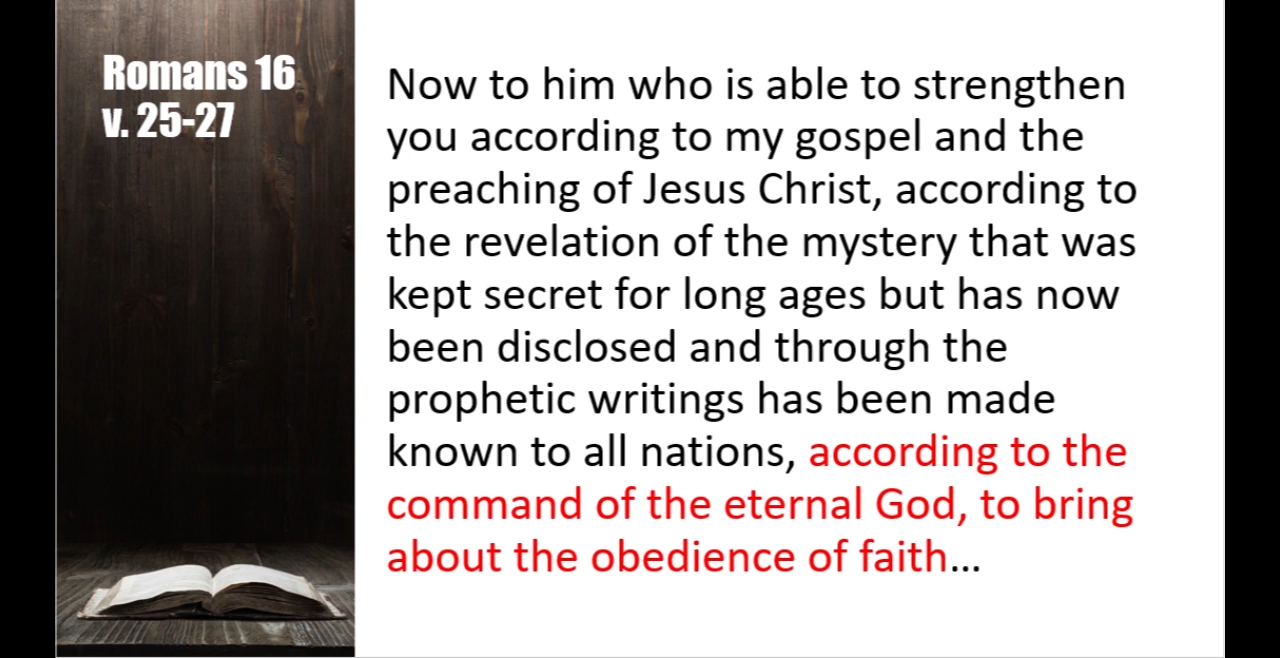 Romans 16
v. 25-27
Now to him who is able to strengthen
you according to my gospel and the
preaching of Jesus Christ, according to
the revelation of the mystery that was
kept secret for long ages but has now
been disclosed and through the
prophetic writings has been made
known to all nations, according to the
command of the eternal God, to bring
about the obedience of faith...